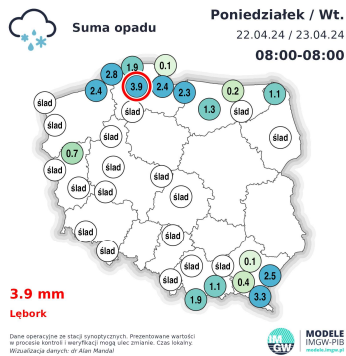 Suma opadu
Poniedziałek / Wt.
22.04.24 / 23.04.24
08:00-08:00
2.8
1.9
0.1
2.4
3.9
2.4
2.3
0.2
1.1
ślad
ślad
1.3
ślad
ślad
ślad
0.7
ślad
ślad
ślad
ślad
ślad
ślad
ślad
ślad
ślad
ślad
ślad
0.1
ślad
1.1
0.4
2.5
1.9
3.3
3.9 mm
Lębork
Dane operacyjne ze stacji synoptycznych. Prezentowane wartości
w procesie kontroli i weryfikacji mogą ulec zmianie. Czas lokalny.
Wizualizacja danych: dr Alan Mandal
IM
GW
MODELE
IMGW-PIB
modele.imgw.pl